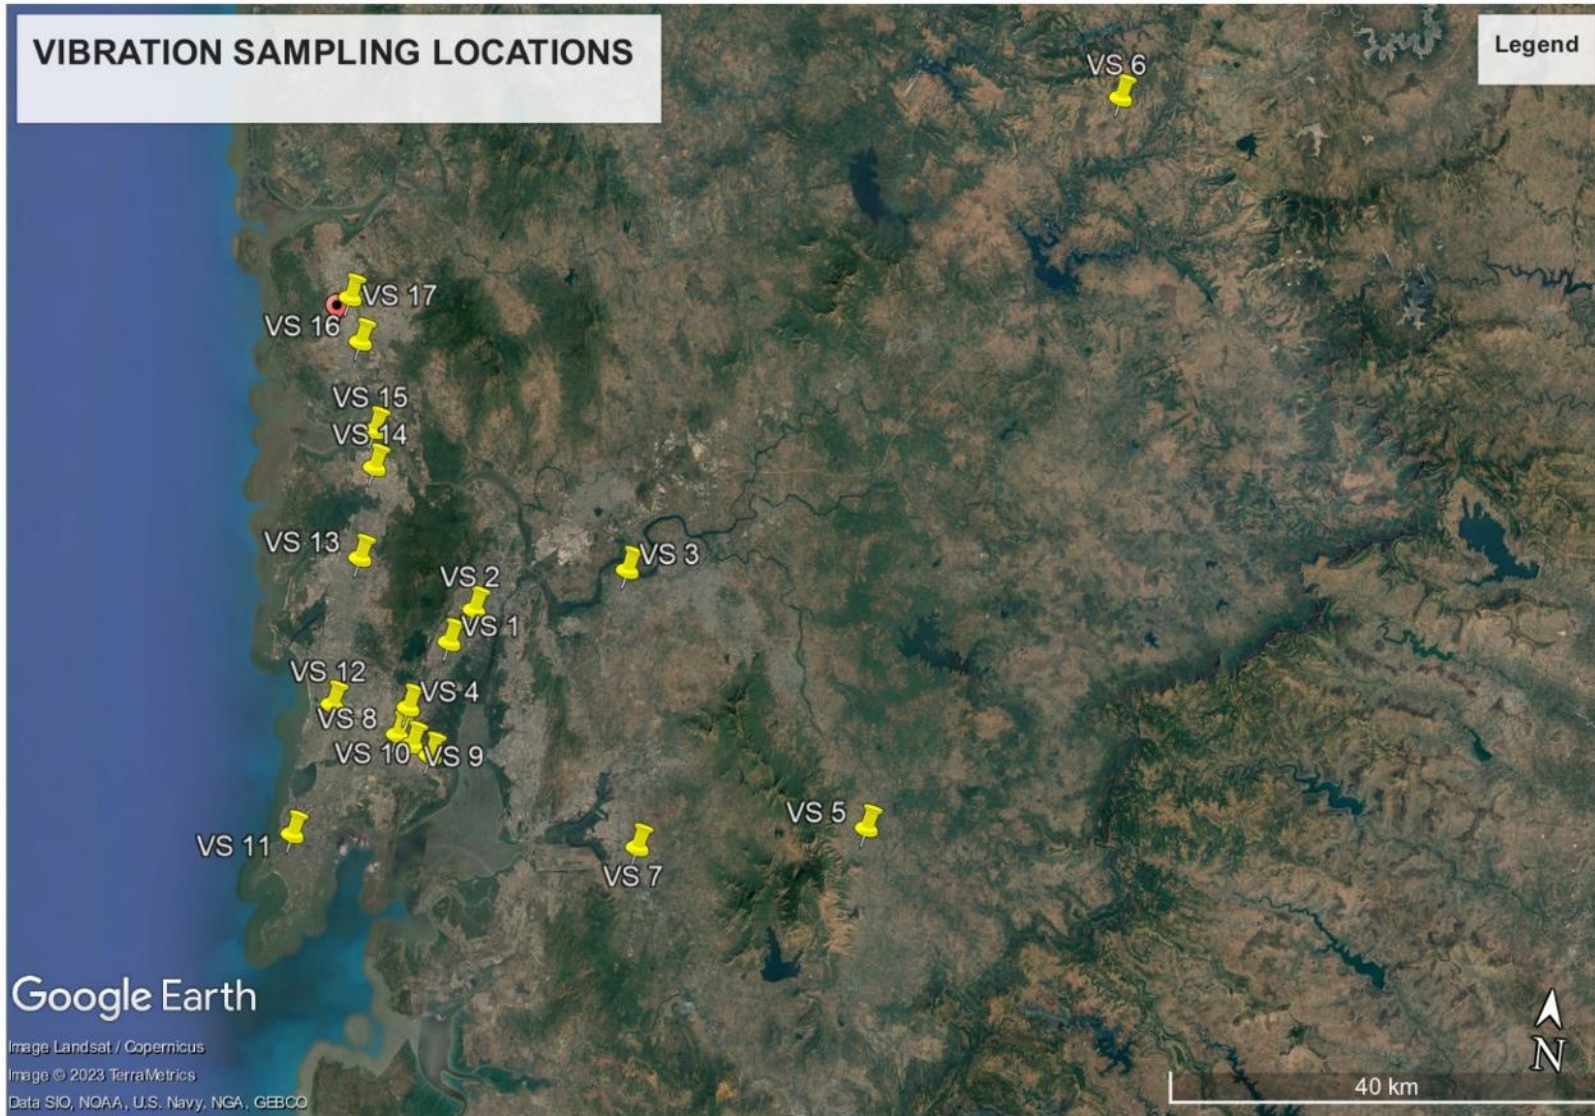 VIBRATION SAMPLING LOCATIONS
Legend
VS 6
VS 17
VS 16
VS 15
VS 14
VS 13
VS 3
VS 2
VS 1
VS 12
VS 4
VS 8
VS 10
VS 9
VS 5
VS 11
VS 7
Google Earth
Image Landsat / Copernicus
Image © 2023 TerraMetrics
Data SIO, NOAA, U.S. Navy, NGA, GEBCO
N
40 km